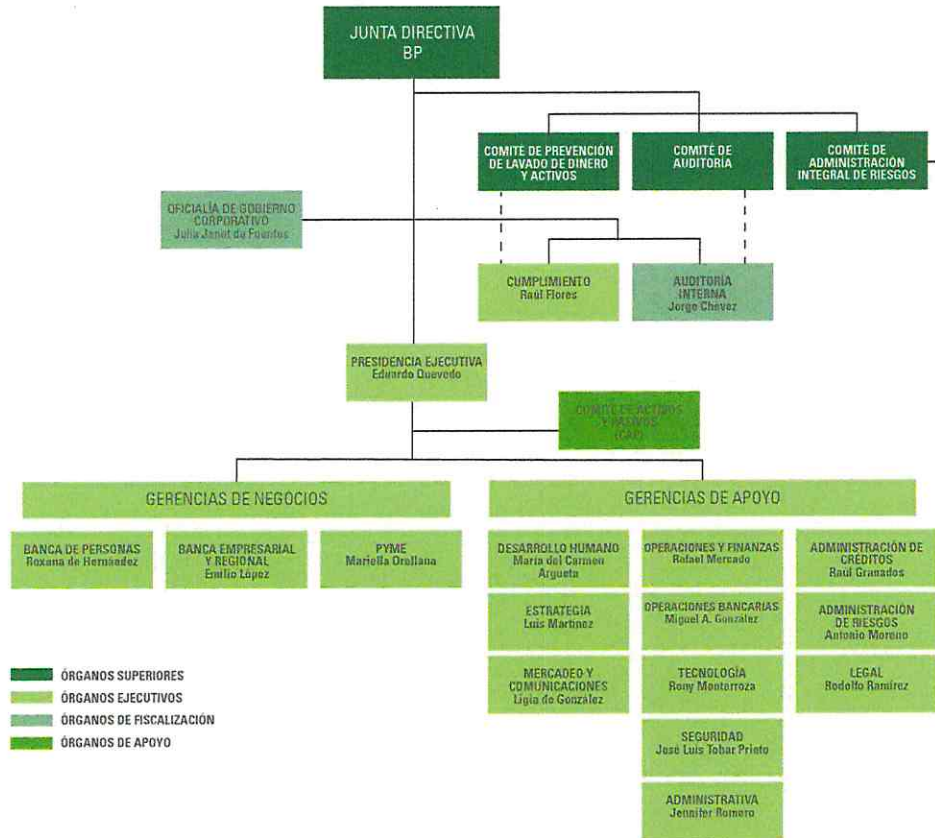 JUNTA DIRECTIVA
BP
COMITÉ DE PREVENCIÓN
DE LAVADO DE DINERO
Y ACTIVOS
COMITÉ DE
AUDITORÍA
COMITÉ DE
ADMINISTRACIÓN
INTEGRAL DE RIESGOS
OFICIALÍA DE GOBIERNO
CORPORATIVO
Julia Janet de Fuentes
CUMPLIMIENTO
Raúl Flores
AUDITORÍA
INTERNA
Jorge Chévez
PRESIDENCIA EJECUTIVA
Eduardo Quevedo
COMITÉ DE ACTIVOS
Y PASIVOS
(CAP)
GERENCIAS DE NEGOCIOS
BANCA DE PERSONAS
Roxana de Hernández
BANCA EMPRESARIAL
Y REGIONAL
Emilio López
PYME
Mariella Orellana
GERENCIAS DE APOYO
DESARROLLO HUMANO
María del Carmen
Argueta
OPERACIONES Y FINANZAS
Rafael Mercado
ADMINISTRACIÓN DE
CRÉDITOS
Raúl Granados
ESTRATEGIA
Luis Martínez
OPERACIONES BANCARIAS
Miguel A. González
ADMINISTRACIÓN
DE RIESGOS
Antonio Moreno
MERCADEO Y
COMUNICACIONES
Ligia de González
TECNOLOGÍA
Rony Monterroza
LEGAL
Rodolfo Ramírez
SEGURIDAD
José Luis Tobar Prieto
ADMINISTRATIVA
Jennifer Romero
ÓRGANOS SUPERIORES
ÓRGANOS EJECUTIVOS
ÓRGANOS DE FISCALIZACIÓN
ÓRGANOS DE APOYO